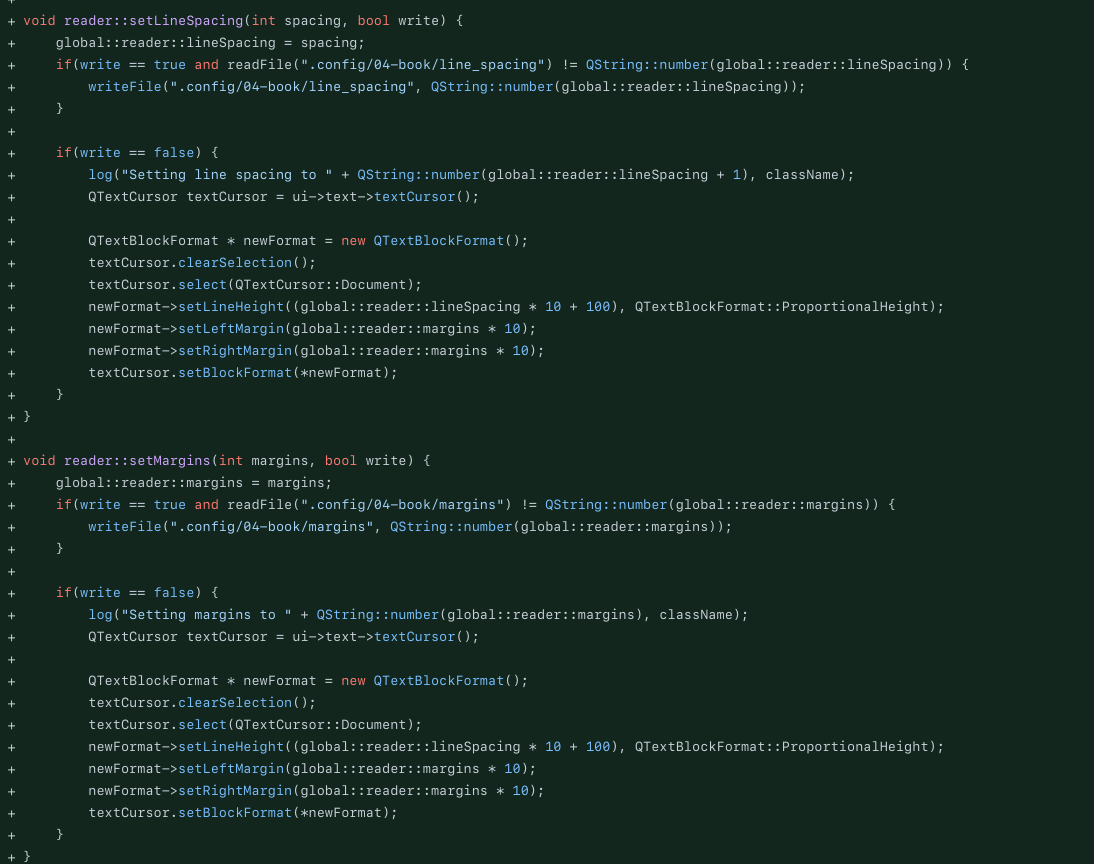 +
+ void reader::setLineSpacing(int spacing, bool write) {
+     global::reader::lineSpacing = spacing;
+     if(write == true and readFile(".config/04-book/line_spacing") != QString::number(global::reader::lineSpacing)) {
+         writeFile(".config/04-book/line_spacing", QString::number(global::reader::lineSpacing));
+     }
+
+     if(write == false) {
+         log("Setting line spacing to " + QString::number(global::reader::lineSpacing + 1), className);
+         QTextCursor textCursor = ui->text->textCursor();
+
+         QTextBlockFormat * newFormat = new QTextBlockFormat();
+         textCursor.clearSelection();
+         textCursor.select(QTextCursor::Document);
+         newFormat->setLineHeight((global::reader::lineSpacing * 10 + 100), QTextBlockFormat::ProportionalHeight);
+         newFormat->setLeftMargin(global::reader::margins * 10);
+         newFormat->setRightMargin(global::reader::margins * 10);
+         textCursor.setBlockFormat(*newFormat);
+     }
+ }
+
+ void reader::setMargins(int margins, bool write) {
+     global::reader::margins = margins;
+     if(write == true and readFile(".config/04-book/margins") != QString::number(global::reader::margins)) {
+         writeFile(".config/04-book/margins", QString::number(global::reader::margins));
+     }
+
+     if(write == false) {
+         log("Setting margins to " + QString::number(global::reader::margins), className);
+         QTextCursor textCursor = ui->text->textCursor();
+
+         QTextBlockFormat * newFormat = new QTextBlockFormat();
+         textCursor.clearSelection();
+         textCursor.select(QTextCursor::Document);
+         newFormat->setLineHeight((global::reader::lineSpacing * 10 + 100), QTextBlockFormat::ProportionalHeight);
+         newFormat->setLeftMargin(global::reader::margins * 10);
+         newFormat->setRightMargin(global::reader::margins * 10);
+         textCursor.setBlockFormat(*newFormat);
+     }
+ }